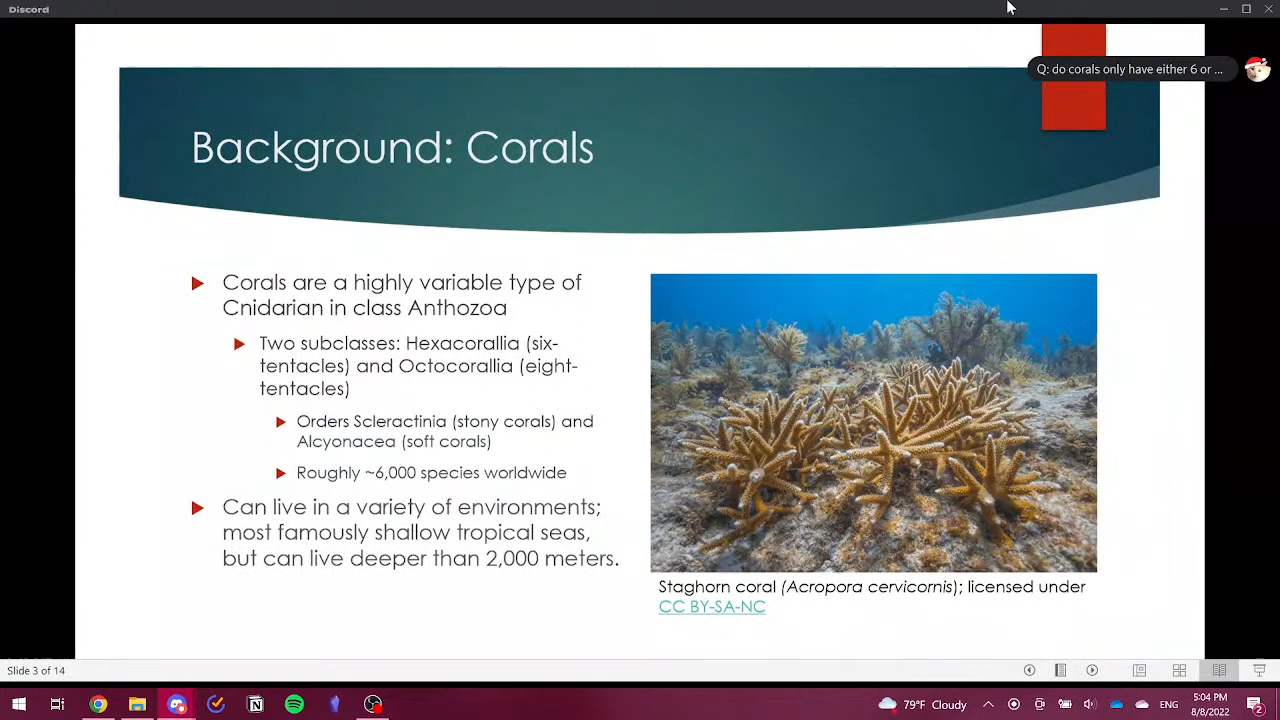 Discord
Q: do corals only have either 6 or ...
Background: Corals
Corals are a highly variable type of
Cnidarian in class Anthozoa
Two subclasses: Hexacorallia (six-
tentacles) and Octocorallia (eight-
tentacles)
Orders Scleractinia (stony corals) and
Alcyonacea (soft corals)
Roughly ~6,000 species worldwide
Can live in a variety of environments;
most famously shallow tropical seas,
but can live deeper than 2,000 meters.
Staghorn coral (Acropora cervicornis); licensed under
CC BY-SA-NC
Slide 3 of 14
79°F Cloudy
5:04 PM
8/8/2022
2